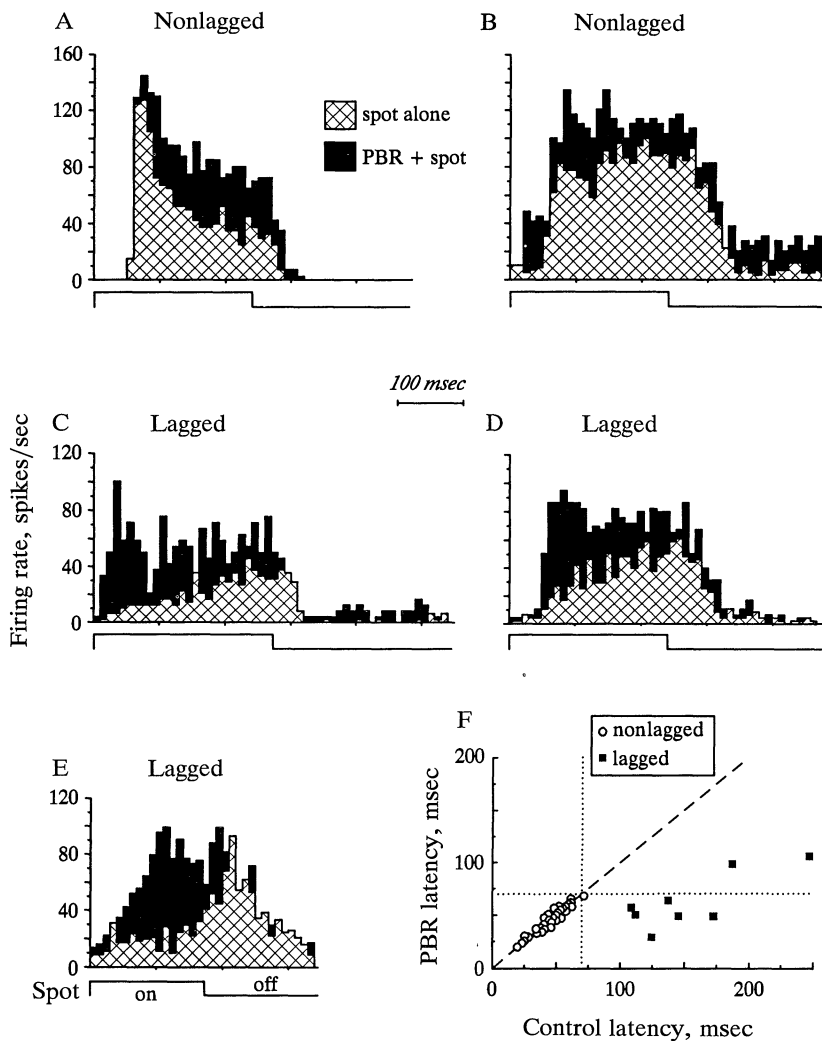 A Nonlagged
B Nonlagged
160
120
80
40
0
spot alone
PBR + spot
100 msec
C Lagged
D Lagged
Firing rate, spikes/sec
120
80
40
0
E Lagged
120
80
40
0
Spot on off
F
nonlagged
lagged
200
100
0
PBR latency, msec
0 100 200
Control latency, msec